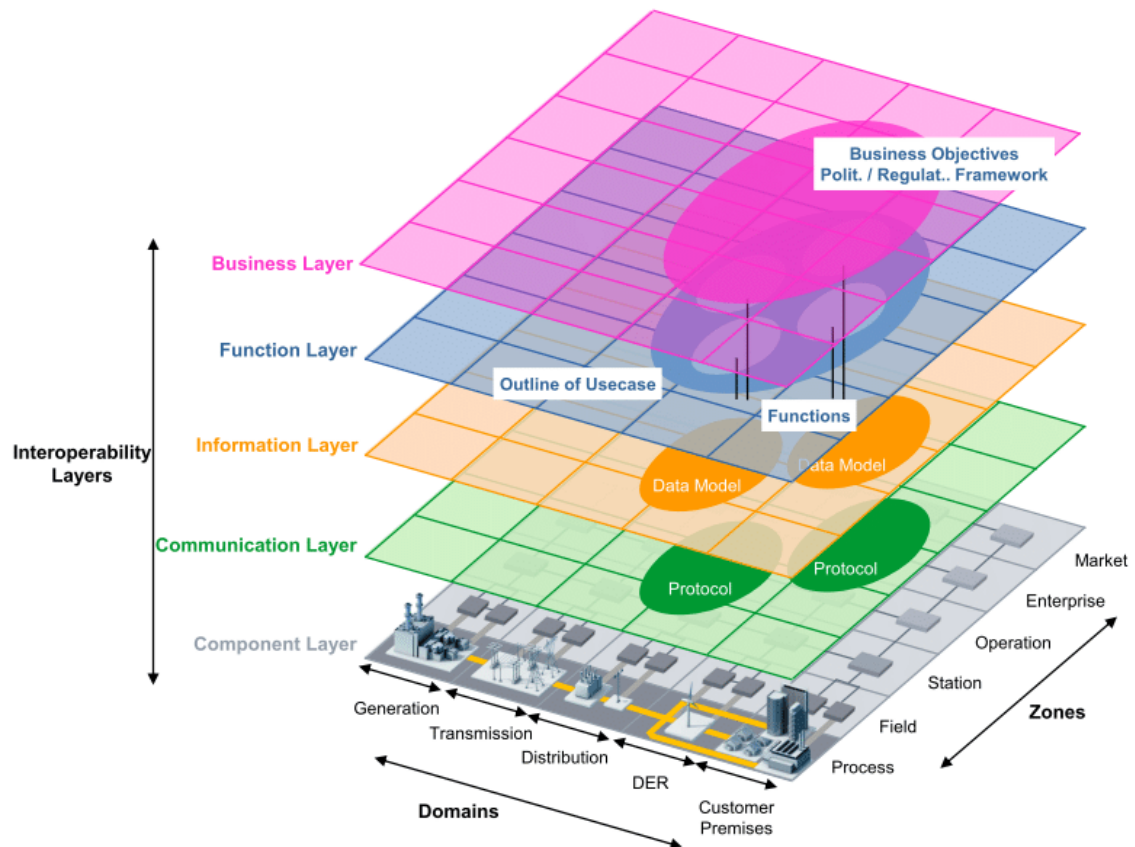 Business Objectives
Polit. / Regulat.. Framework
Business Layer
Function Layer
Outline of Usecase
Functions
Information Layer
Interoperability
Layers
Data Model
Data Model
Communication Layer
Protocol
Protocol
Component Layer
Market
Enterprise
Operation
Station
Field
Process
Zones
Generation
Transmission
Distribution
DER
Customer
Premises
Domains